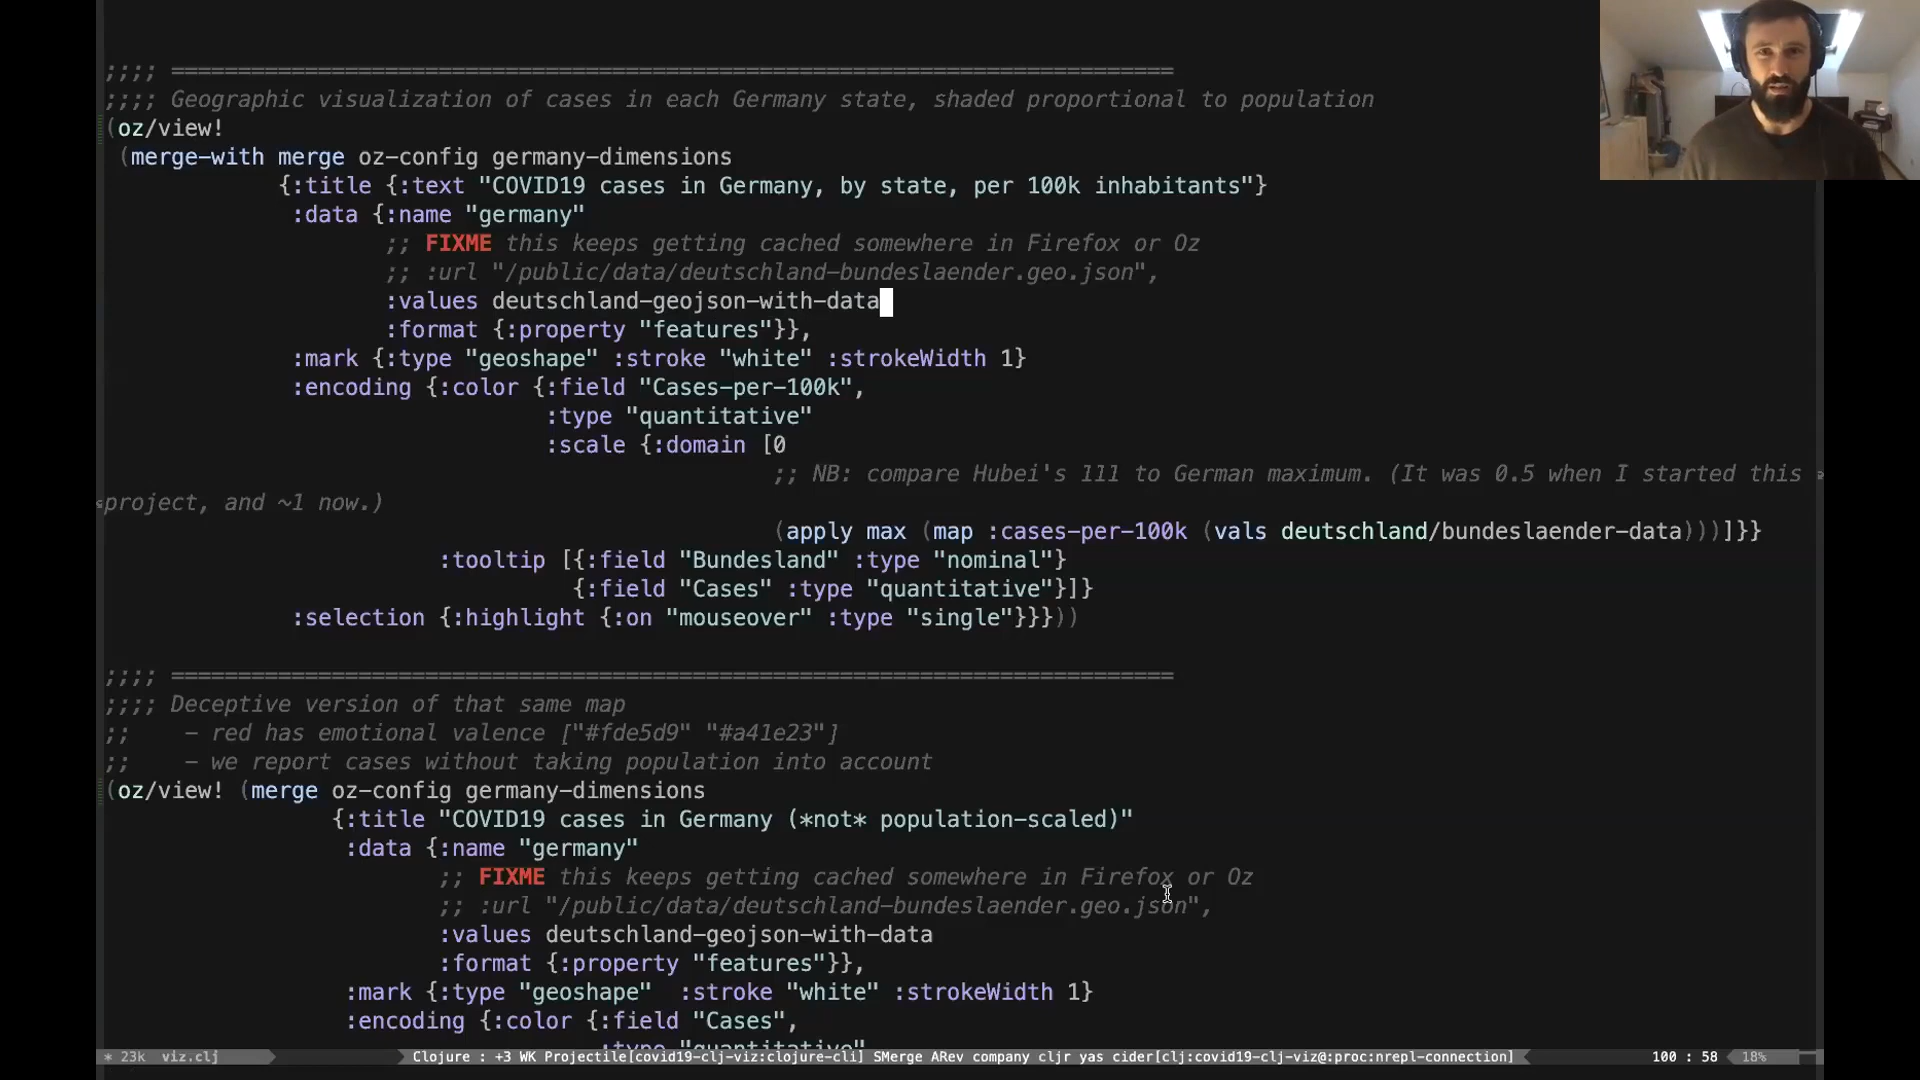 ;;;; ===========================================================================
;;;; Geographic visualization of cases in each Germany state, shaded proportional to population
(oz/view!
(merge-with merge oz-config germany-dimensions
{:title {:text "COVID19 cases in Germany, by state, per 100k inhabitants"}
:data {:name "germany"
;; FIXME this keeps getting cached somewhere in Firefox or Oz
;; :url "/public/data/deutschland-bundeslaender.geo.json",
:values deutschland-geojson-with-data
:format {:property "features"}},
:mark {:type "geoshape" :stroke "white" :strokeWidth 1}
:encoding {:color {:field "Cases-per-100k",
:type "quantitative"
:scale {:domain [0
;; NB: compare Hubei's 111 to German maximum. (It was 0.5 when I started this
project, and ~1 now.)
(apply max (map :cases-per-100k (vals deutschland/bundeslaender-data)))]}}
:tooltip [{:field "Bundesland" :type "nominal"}
{:field "Cases" :type "quantitative"}]}
:selection {:highlight {:on "mouseover" :type "single"}}}))
;;;; ===========================================================================
;;;; Deceptive version of that same map
;; – red has emotional valence ["#fde5d9" "#a41e23"]
;; – we report cases without taking population into account
(oz/view! (merge oz-config germany-dimensions
{:title "COVID19 cases in Germany (*not* population-scaled)"
:data {:name "germany"
;; FIXME this keeps getting cached somewhere in Firefox or Oz
;; :url "/public/data/deutschland-bundeslaender.geo.json",
:values deutschland-geojson-with-data
:format {:property "features"}},
:mark {:type "geoshape"  :stroke "white" :strokeWidth 1}
:encoding {:color {:field "Cases",
:type "quantitative"
* 23k viz.clj Clojure : +3 WK Projectile[covid19-clj-viz:clojure-cli] SMerge ARev company cljr yas cider[clj:covid19-clj-viz@:proc:nrepl-connection] 100 : 58 18%